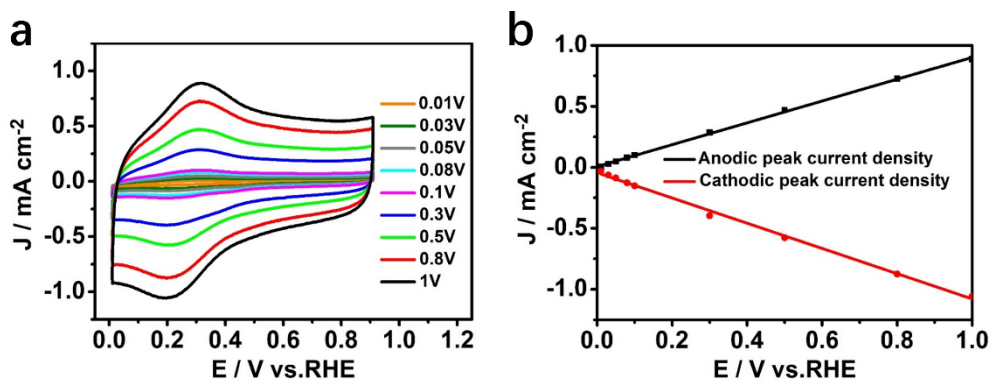 a
J / mA cm-2
1.0
0.5
0.0
-0.5
-1.0
0.0 0.2 0.4 0.6 0.8 1.0 1.2
E / V vs.RHE
0.01V
0.03V
0.05V
0.08V
0.1V
0.3V
0.5V
0.8V
1V
b
J / mA cm-2
1.0
0.5
0.0
-0.5
-1.0
0.0 0.2 0.4 0.6 0.8 1.0
E / V vs.RHE
Anodic peak current density
Cathodic peak current density